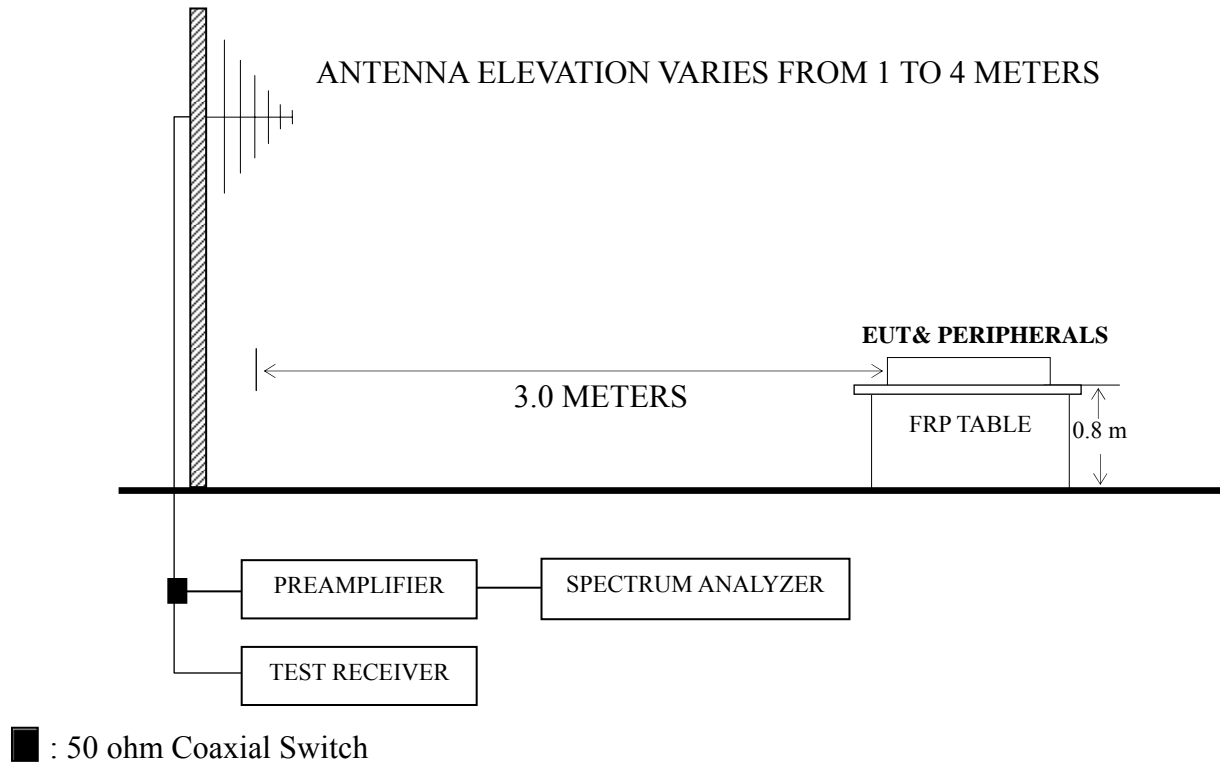 ANTENNA ELEVATION VARIES FROM 1 TO 4 METERS
EUT& PERIPHERALS
3.0 METERS
FRP TABLE
0.8 m
PREAMPLIFIER
SPECTRUM ANALYZER
TEST RECEIVER
: 50 ohm Coaxial Switch